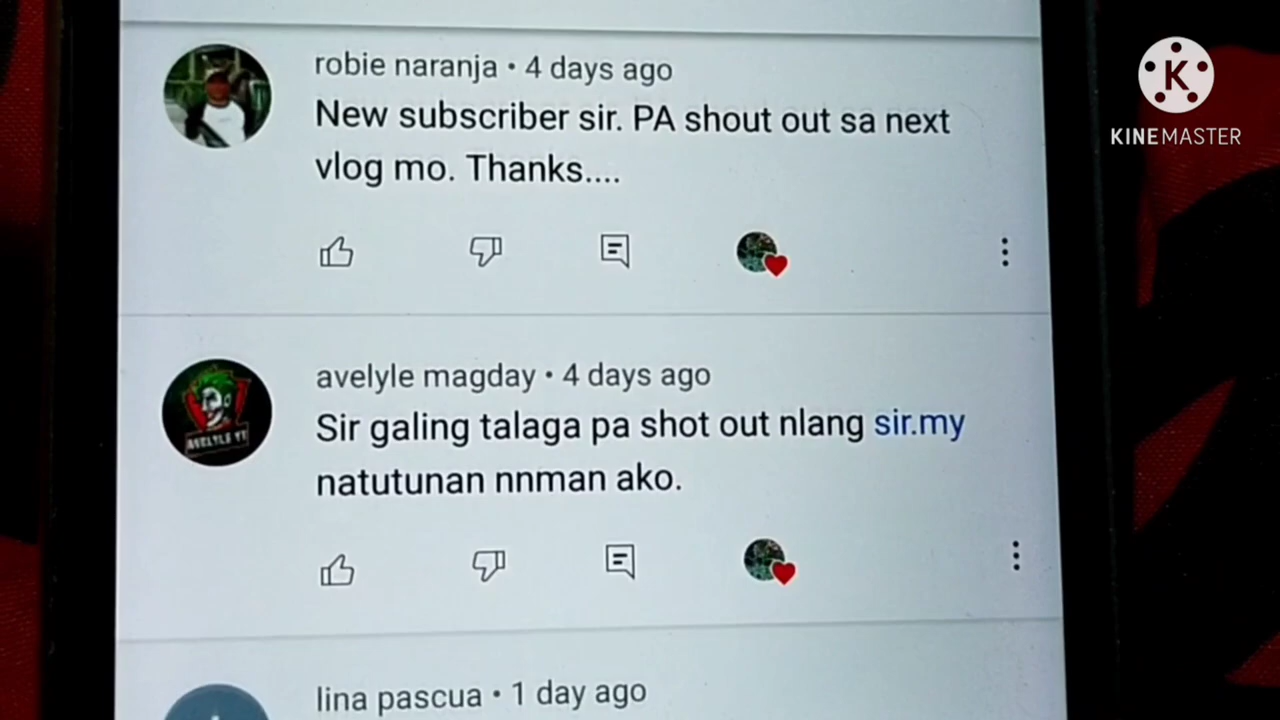 robie naranja • 4 days ago
New subscriber sir. PA shout out sa next
vlog mo. Thanks....
K
KINEMASTER
avelyle magday • 4 days ago
Sir galing talaga pa shot out nlang sir.my
natutunan nnman ako.
AVELYLE YT
lina pascua • 1 day ago